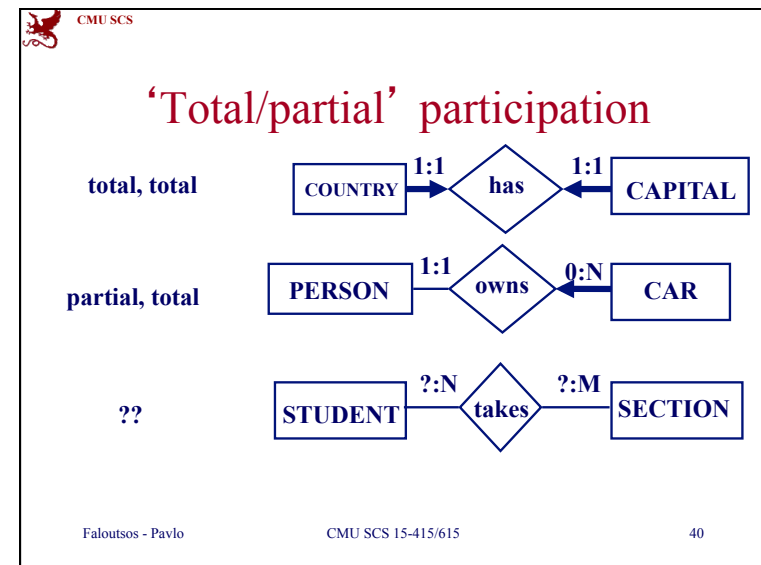 CMU SCS
‘Total/partial’ participation
total, total
COUNTRY
1:1
has
1:1
CAPITAL
partial, total
PERSON
1:1
owns
0:N
CAR
??
STUDENT
?:N
takes
?:M
SECTION
Faloutsos - Pavlo
CMU SCS 15-415/615
40